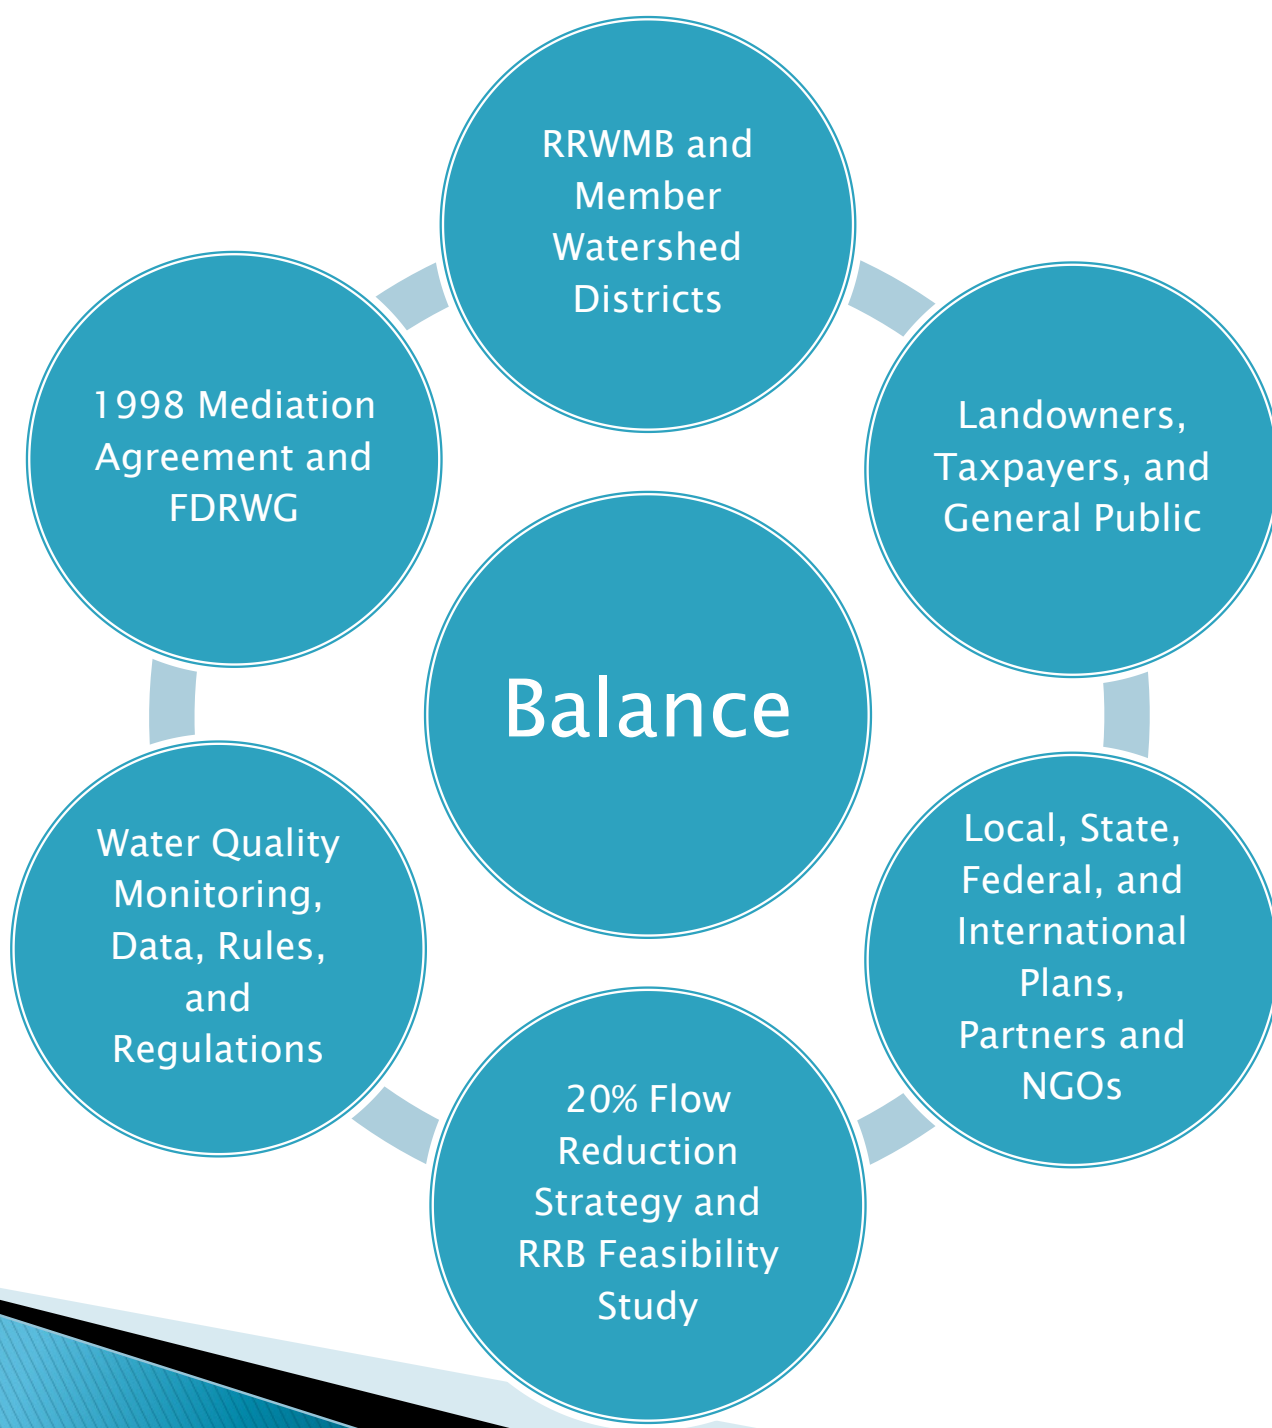 RRWMB and
Member
Watershed
Districts
Landowners,
Taxpayers, and
General Public
Local, State,
Federal, and
International
Plans,
Partners and
NGOs
20% Flow
Reduction
Strategy and
RRB Feasibility
Study
Water Quality
Monitoring,
Data, Rules,
and
Regulations
1998 Mediation
Agreement and
FDRWG
Balance